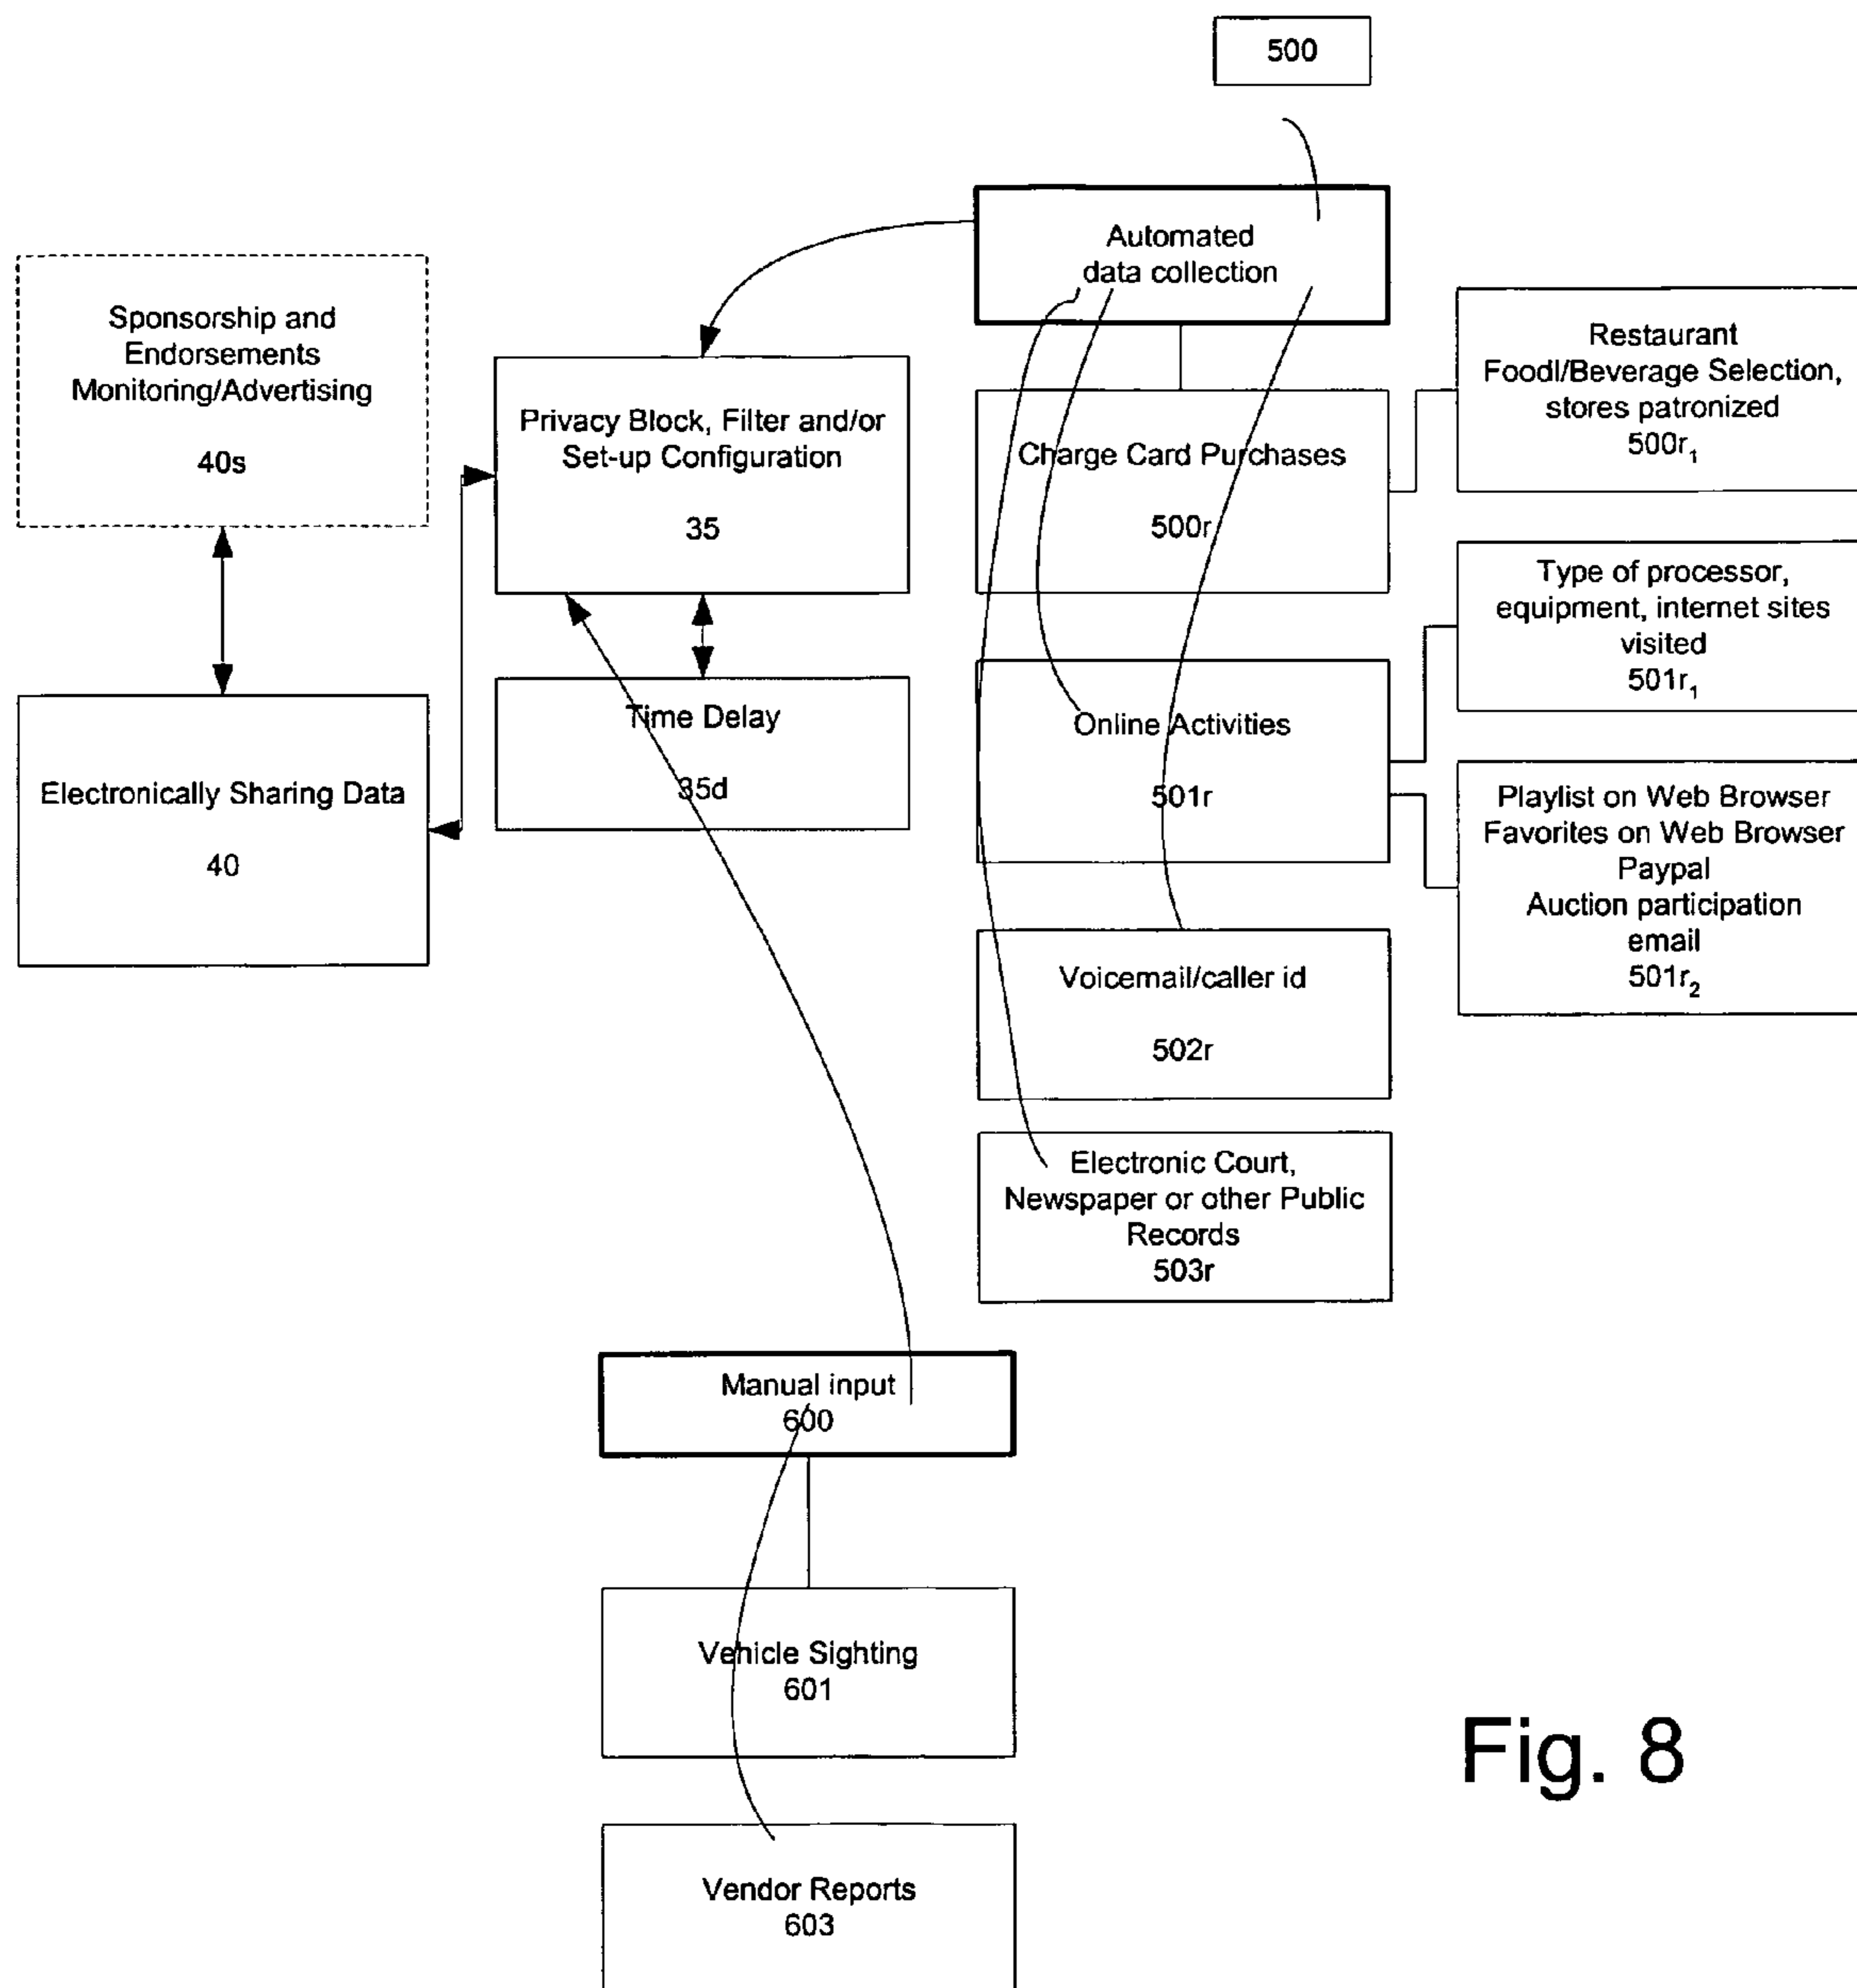 500
Automated
data collection
Sponsorship and
Endorsements
Monitoring/Advertising
40s
Privacy Block, Filter and/or
Set-up Configuration
35
Charge Card Purchases
500r
Restaurant
Foodl/Beverage Selection,
stores patronized
500r₁
Type of processor,
equipment, internet sites
visited
501r₁
Electronically Sharing Data
40
Time Delay
35d
Online Activities
501r
Playlist on Web Browser
Favorites on Web Browser
Paypal
Auction participation
email
501r₂
Voicemail/caller id
502r
Electronic Court,
Newspaper or other Public
Records
503r
Manual input
600
Vehicle Sighting
601
Vendor Reports
603
Fig. 8